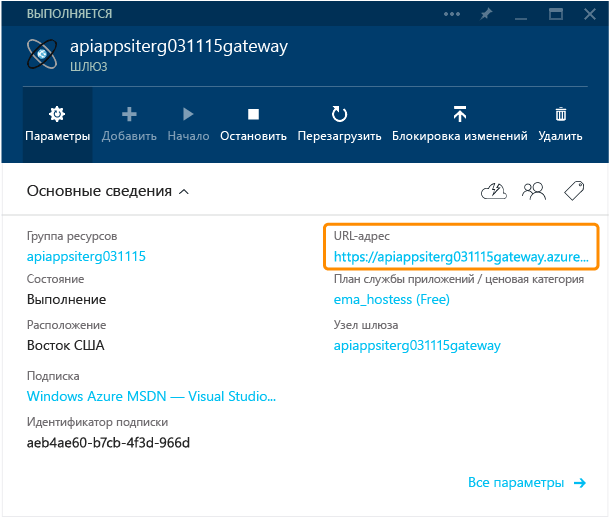 ВЫПОЛНЯЕТСЯ
apiappsiterg031115gateway
ШЛЮЗ
Параметры Добавить Начало Остановить Перезагрузить Блокировка изменений Удалить
Основные сведения
Группа ресурсов
apiappsiterg031115
Состояние
Выполнение
Расположение
Восток США
Подписка
Windows Azure MSDN — Visual Studio...
Идентификатор подписки
aeb4ae60-b7cb-4f3d-966d
URL-адрес
https://apiappsiterg031115gateway.azure...
План службы приложений / ценовая категория
ema_hostess (Free)
Узел шлюза
apiappsiterg031115gateway
Все параметры